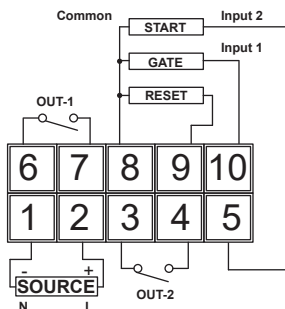 Common START Input 2
GATE Input 1
RESET
OUT-1
6 7 8 9 10
1 2 3 4 5
- +
SOURCE
N L
OUT-2